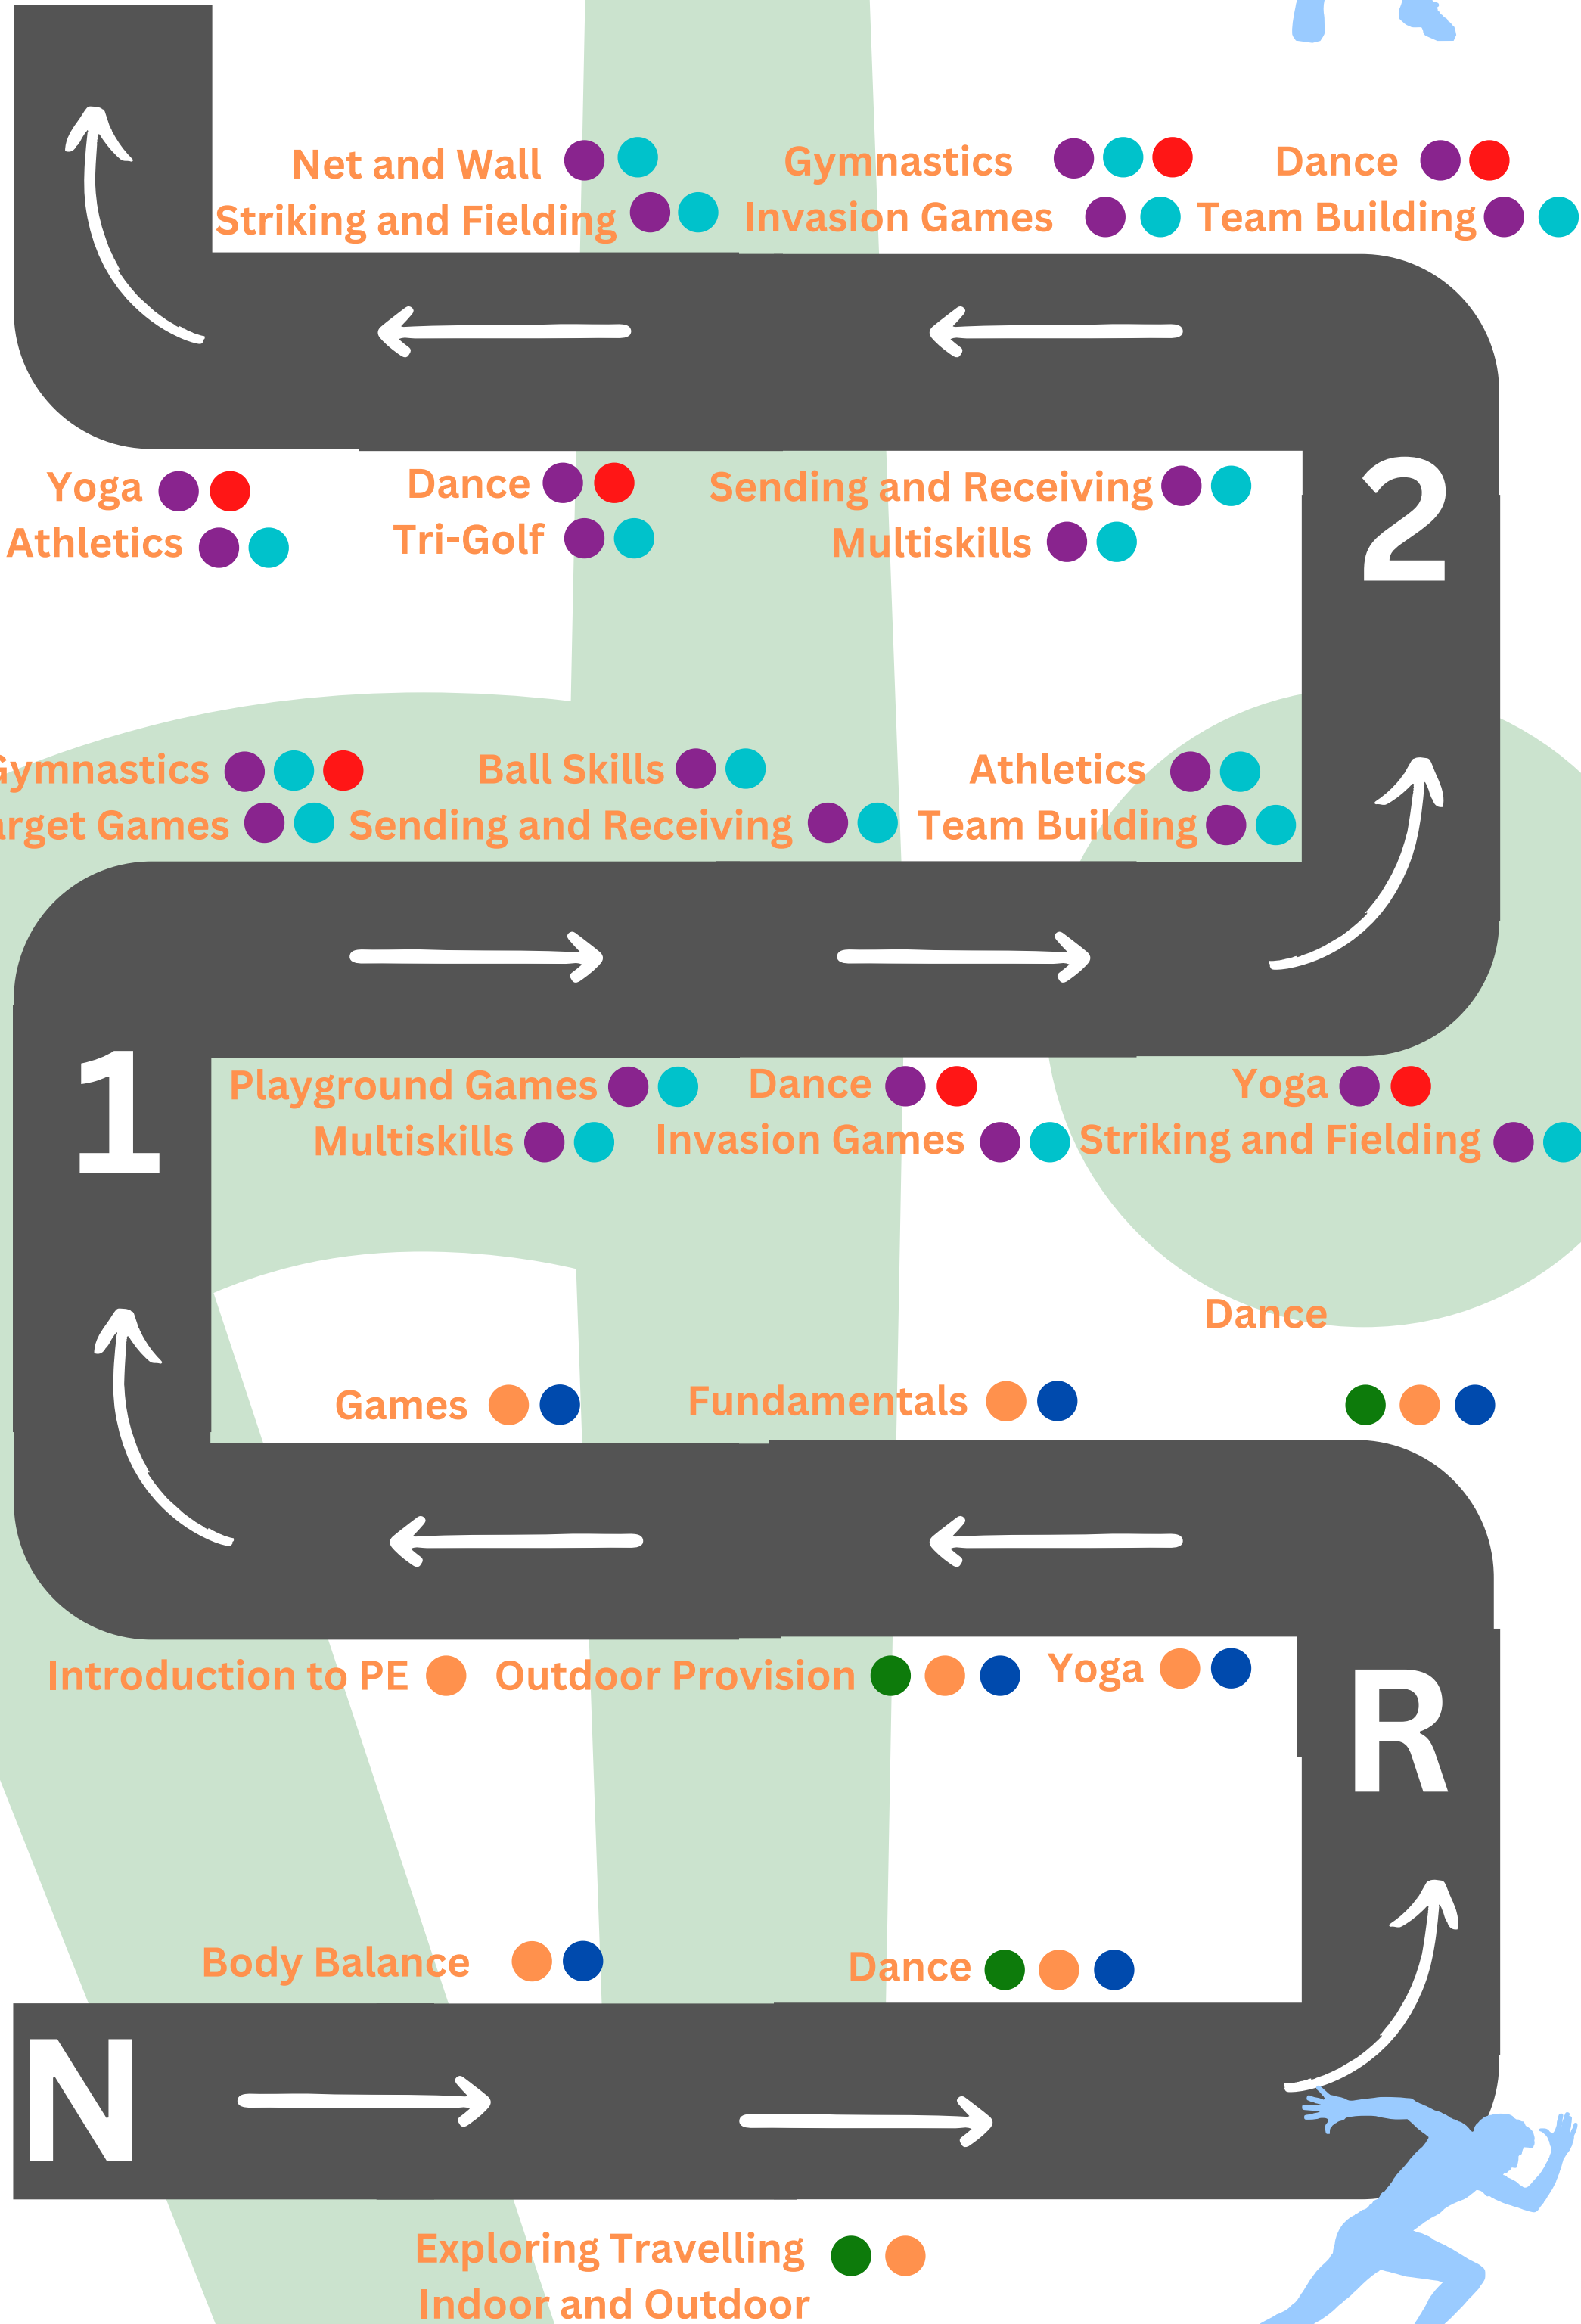 Net and Wall
Gymnastics
Dance
Striking and Fielding
Invasion Games
Team Building
2
Yoga
Dance
Sending and Receiving
Athletics
Tri-Golf
Multiskills
Gymnastics
Ball Skills
Athletics
arget Games
Sending and Receiving
Team Building
1
Playground Games
Dance
Yoga
Multiskills
Invasion Games
Striking and Fielding
Dance
Games
Fundamentals
Introduction to PE
Outdoor Provision
Yoga
R
Body Balance
Dance
N
Exploring Travelling
Indoor and Outdoor